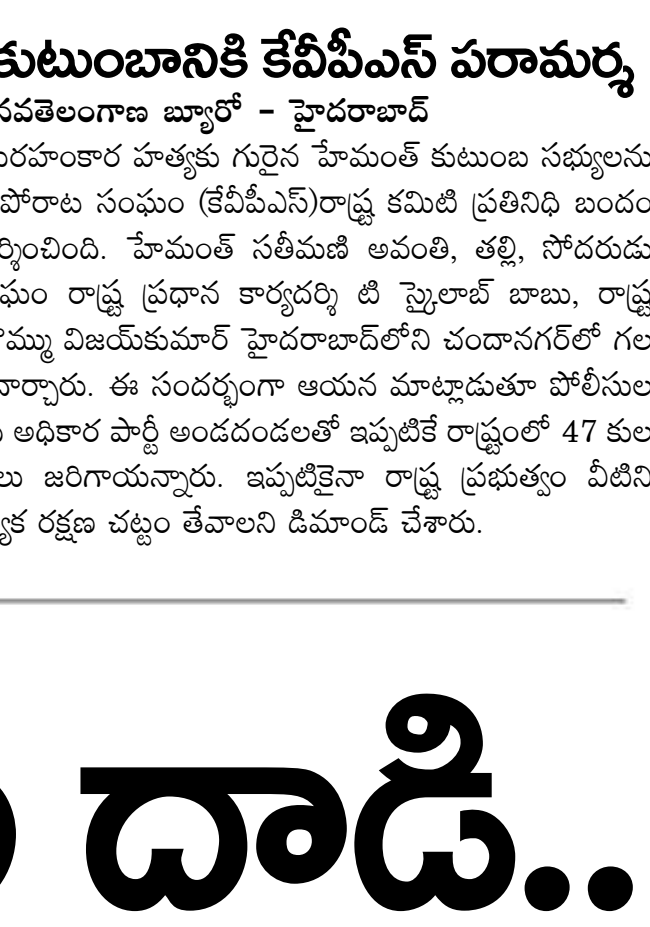 కుటుంబానికి కేవీపీఎస్ పరామర్శ
నవతెలంగాణ బ్యూరో - హైదరాబాద్
దురహంకార హత్యకు గురైన హేమంత్ కుటుంబ సభ్యులను
పోరాట సంఘం (కేవీపీఎస్)రాష్ట్ర కమిటి ప్రతినిధి బందం
ర్శించింది. హేమంత్ సతీమణి అవంతి, తల్లి, సోదరుడు
ఘం రాష్ట్ర ప్రధాన కార్యదర్శి టి స్కైలాబ్ బాబు, రాష్ట్ర
బొమ్ము విజయ్‌కుమార్ హైదరాబాద్‌లోని చందానగర్‌లో గల
దార్చారు. ఈ సందర్భంగా ఆయన మాట్లాడుతూ పోలీసుల
అధికార పార్టీ అండదండలతో ఇప్పటికే రాష్ట్రంలో 47 కుల
లు జరిగాయన్నారు. ఇప్పటికైనా రాష్ట్ర ప్రభుత్వం వీటిని
్యేక రక్షణ చట్టం తేవాలని డిమాండ్ చేశారు.
దాడి..